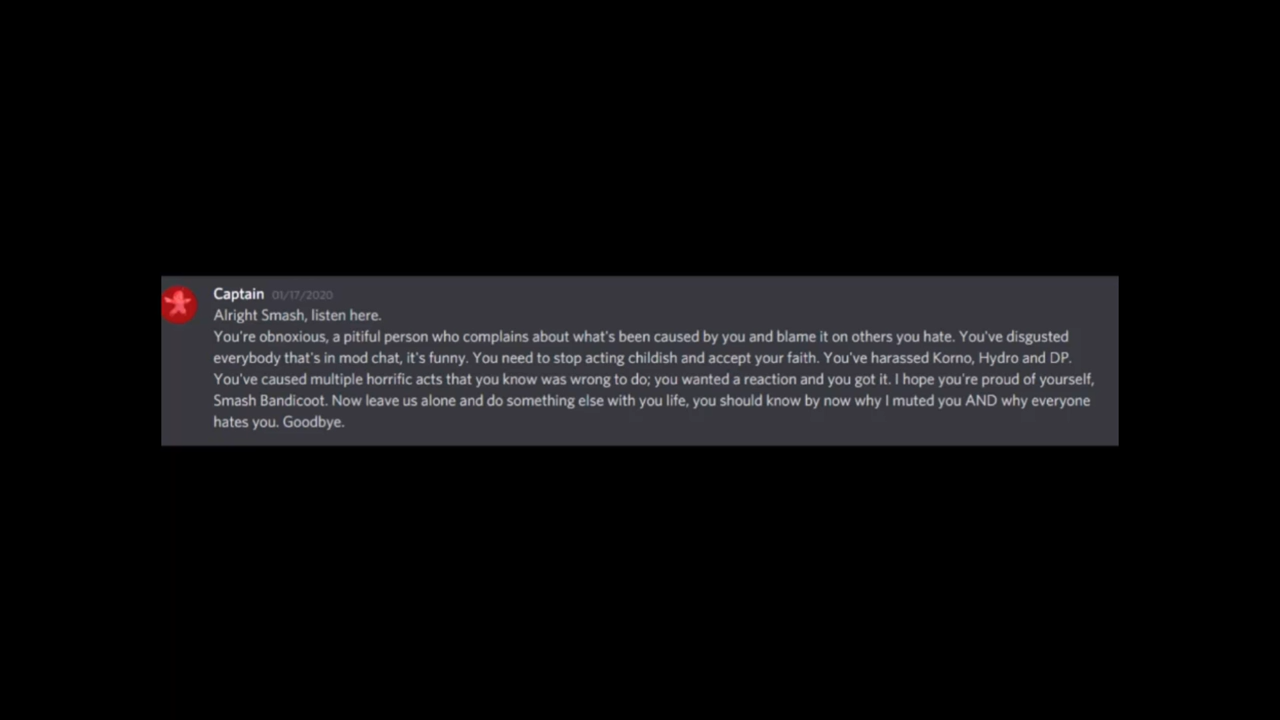 Captain 01/17/2020
Alright Smash, listen here.
You're obnoxious, a pitiful person who complains about what's been caused by you and blame it on others you hate. You've disgusted
everybody that's in mod chat, it's funny. You need to stop acting childish and accept your faith. You've harassed Korno, Hydro and DP.
You've caused multiple horrific acts that you know was wrong to do; you wanted a reaction and you got it. I hope you're proud of yourself,
Smash Bandicoot. Now leave us alone and do something else with you life, you should know by now why I muted you AND why everyone
hates you. Goodbye.